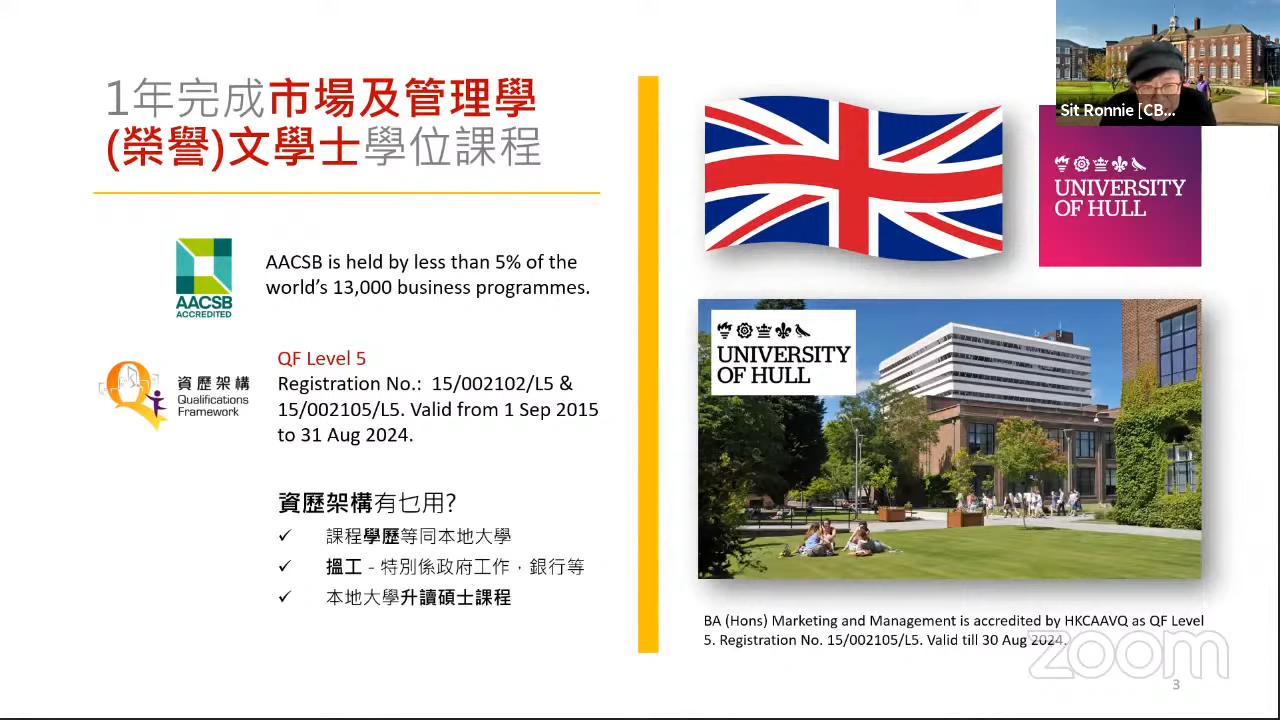 1年完成市場及管理學
(榮譽)文學士學位課程
AACSB
ACCREDITED
AACSB is held by less than 5% of the
world’s 13,000 business programmes.
資歷架構
Qualifications
Framework
QF Level 5
Registration No.: 15/002102/L5 &
15/002105/L5. Valid from 1 Sep 2015
to 31 Aug 2024.
資歷架構有乜用?
✓ 課程學歷等同本地大學
✓ 搵工 - 特別係政府工作，銀行等
✓ 本地大學升讀碩士課程
Sit Ronnie [CB...
UNIVERSITY
OF HULL
UNIVERSITY
OF HULL
BA (Hons) Marketing and Management is accredited by HKCAAVQ as QF Level
5. Registration No. 15/002105/L5. Valid till 30 Aug 2024.
zoom
3